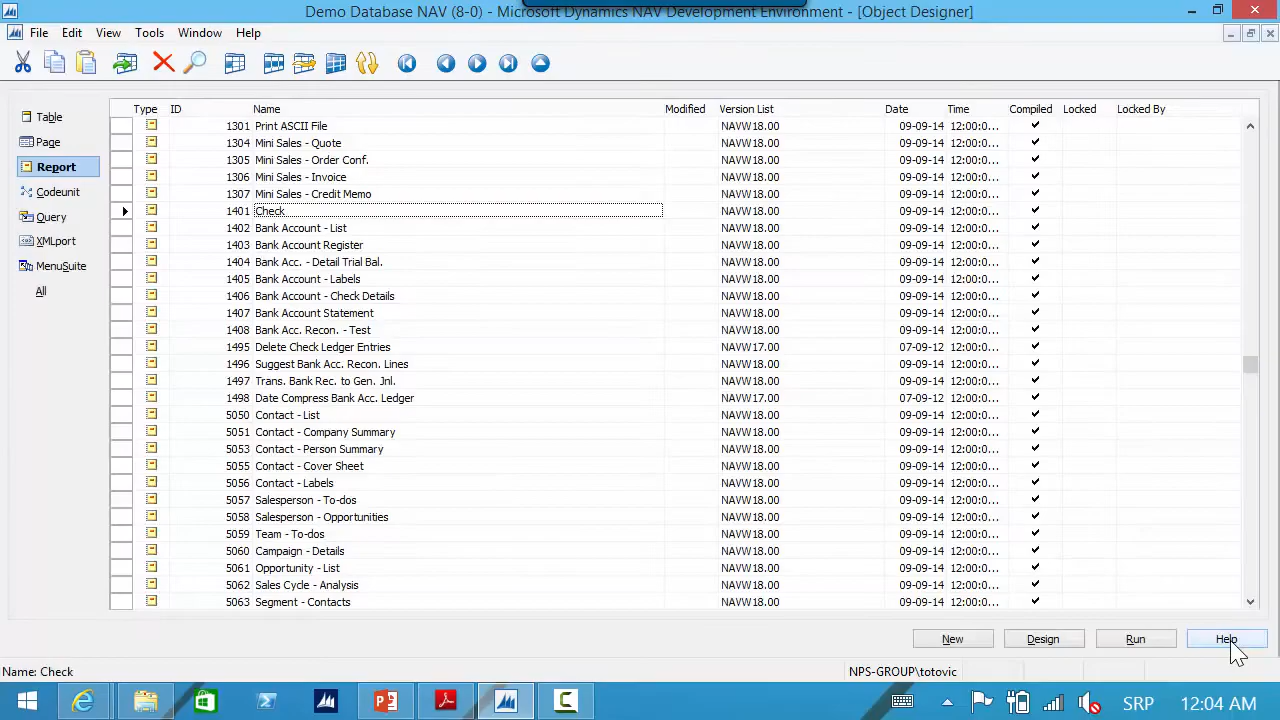 Demo Database NAV (8-0) - Microsoft Dynamics NAV Development Environment - [Object Designer]
File Edit View Tools Window Help
Type ID Name Modified Version List Date Time Compiled Locked Locked By
Table
Page
Report
Codeunit
Query
XMLport
MenuSuite
All
1301 Print ASCII File NAVW18.00 09-09-14 12:00:0...
1304 Mini Sales - Quote NAVW18.00 09-09-14 12:00:0...
1305 Mini Sales - Order Conf. NAVW18.00 09-09-14 12:00:0...
1306 Mini Sales - Invoice NAVW18.00 09-09-14 12:00:0...
1307 Mini Sales - Credit Memo NAVW18.00 09-09-14 12:00:0...
1401 Check NAVW18.00 09-09-14 12:00:0...
1402 Bank Account - List NAVW18.00 09-09-14 12:00:0...
1403 Bank Account Register NAVW18.00 09-09-14 12:00:0...
1404 Bank Acc. - Detail Trial Bal. NAVW18.00 09-09-14 12:00:0...
1405 Bank Account - Labels NAVW18.00 09-09-14 12:00:0...
1406 Bank Account - Check Details NAVW18.00 09-09-14 12:00:0...
1407 Bank Account Statement NAVW18.00 09-09-14 12:00:0...
1408 Bank Acc. Recon. - Test NAVW18.00 09-09-14 12:00:0...
1495 Delete Check Ledger Entries NAVW17.00 07-09-12 12:00:0...
1496 Suggest Bank Acc. Recon. Lines NAVW18.00 09-09-14 12:00:0...
1497 Trans. Bank Rec. to Gen. Jnl. NAVW18.00 09-09-14 12:00:0...
1498 Date Compress Bank Acc. Ledger NAVW17.00 07-09-12 12:00:0...
5050 Contact - List NAVW18.00 09-09-14 12:00:0...
5051 Contact - Company Summary NAVW18.00 09-09-14 12:00:0...
5053 Contact - Person Summary NAVW18.00 09-09-14 12:00:0...
5055 Contact - Cover Sheet NAVW18.00 09-09-14 12:00:0...
5056 Contact - Labels NAVW18.00 09-09-14 12:00:0...
5057 Salesperson - To-dos NAVW18.00 09-09-14 12:00:0...
5058 Salesperson - Opportunities NAVW18.00 09-09-14 12:00:0...
5059 Team - To-dos NAVW18.00 09-09-14 12:00:0...
5060 Campaign - Details NAVW18.00 09-09-14 12:00:0...
5061 Opportunity - List NAVW18.00 09-09-14 12:00:0...
5062 Sales Cycle - Analysis NAVW18.00 09-09-14 12:00:0...
5063 Segment - Contacts NAVW18.00 09-09-14 12:00:0...
New Design Run Help
Name: Check NPS-GROUP\totovic
SRP 12:04 AM